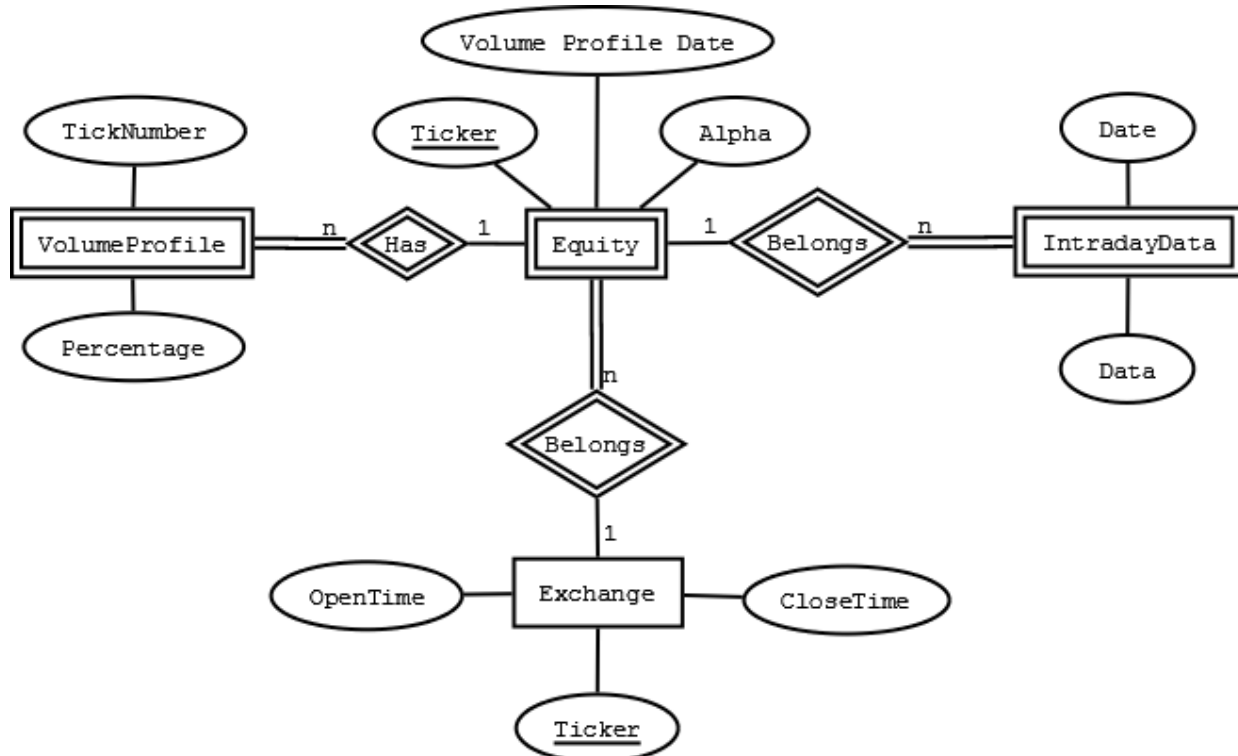 Volume Profile Date
TickNumber
Ticker
Alpha
Date
VolumeProfile
n
Has
1
Equity
1
Belongs
n
IntradayData
Percentage
Data
n
Belongs
1
OpenTime
Exchange
CloseTime
Ticker